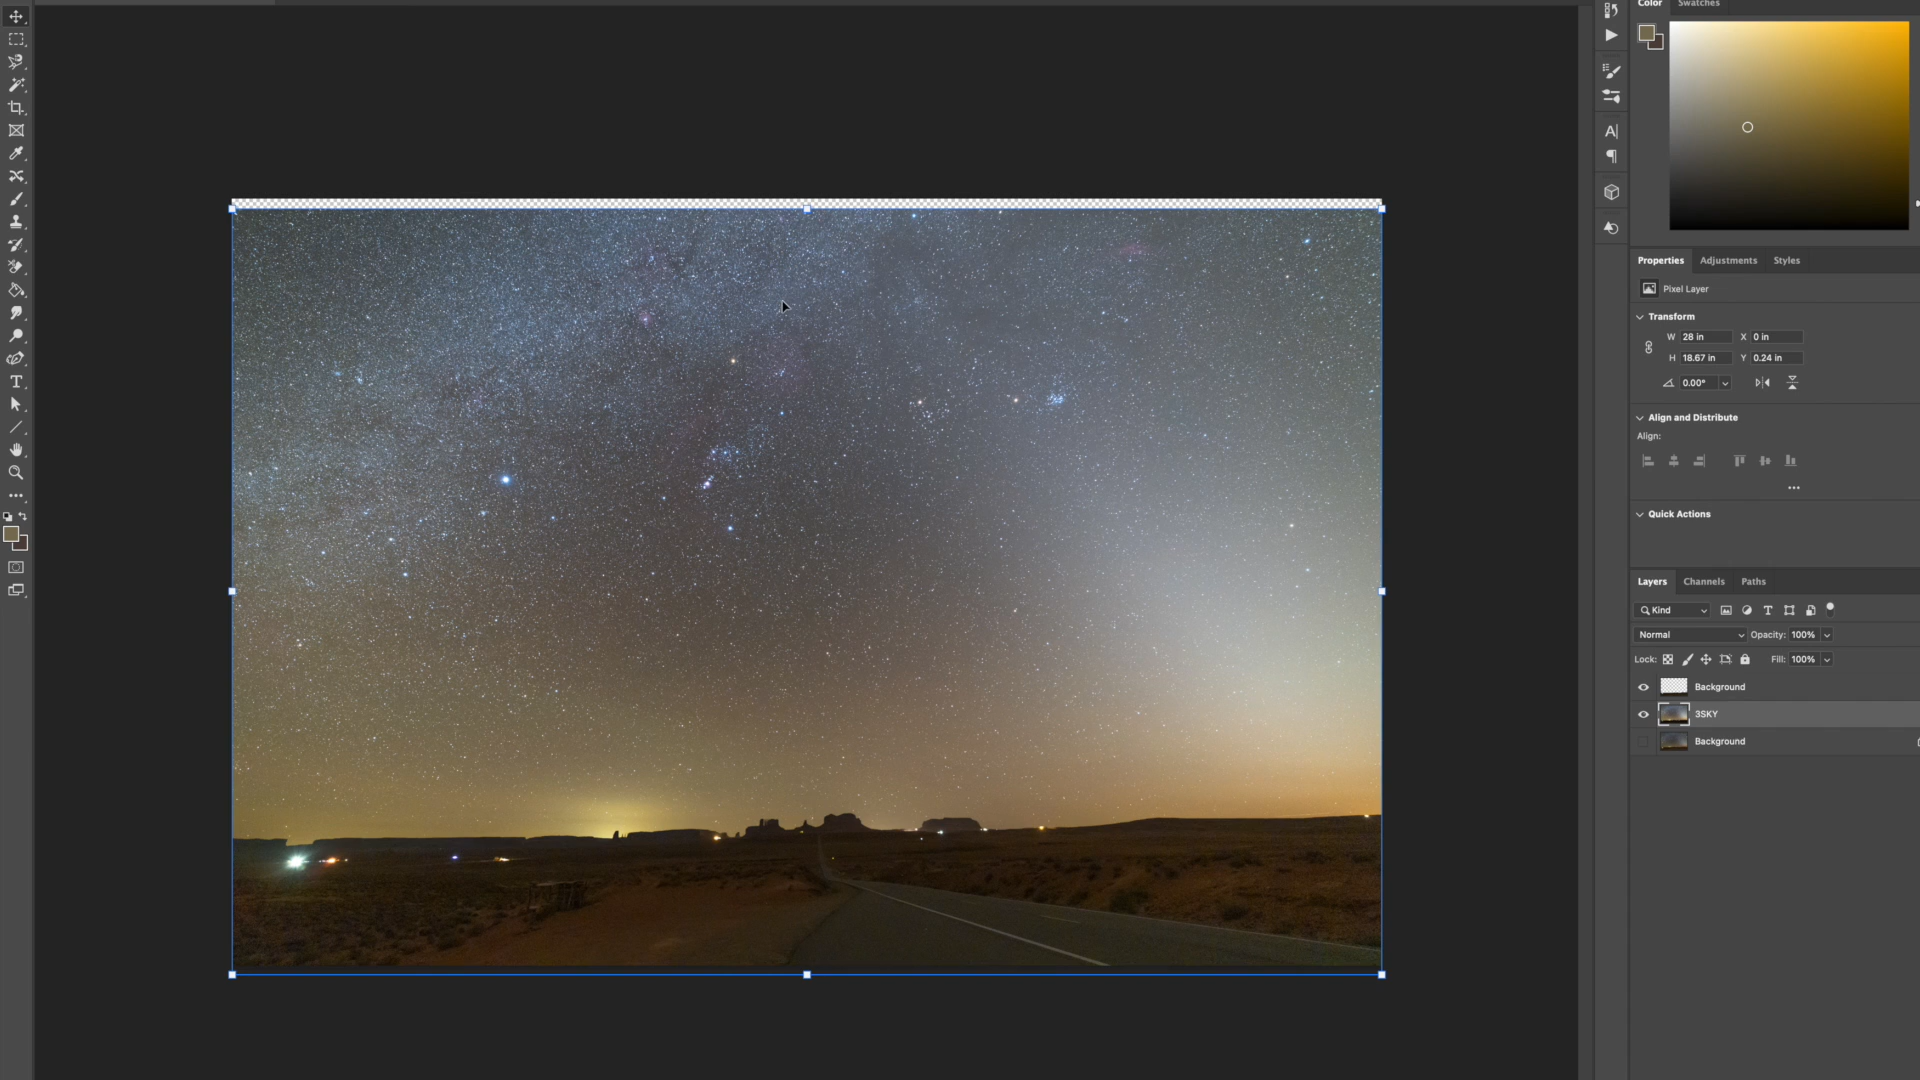 Color Swatches
Properties Adjustments Styles
Pixel Layer
Transform
W 28 in X 0 in
H 18.67 in Y 0.24 in
0.00°
Align and Distribute
Align:
Quick Actions
Layers Channels Paths
Kind
Normal Opacity: 100%
Lock: Fill: 100%
Background
3SKY
Background